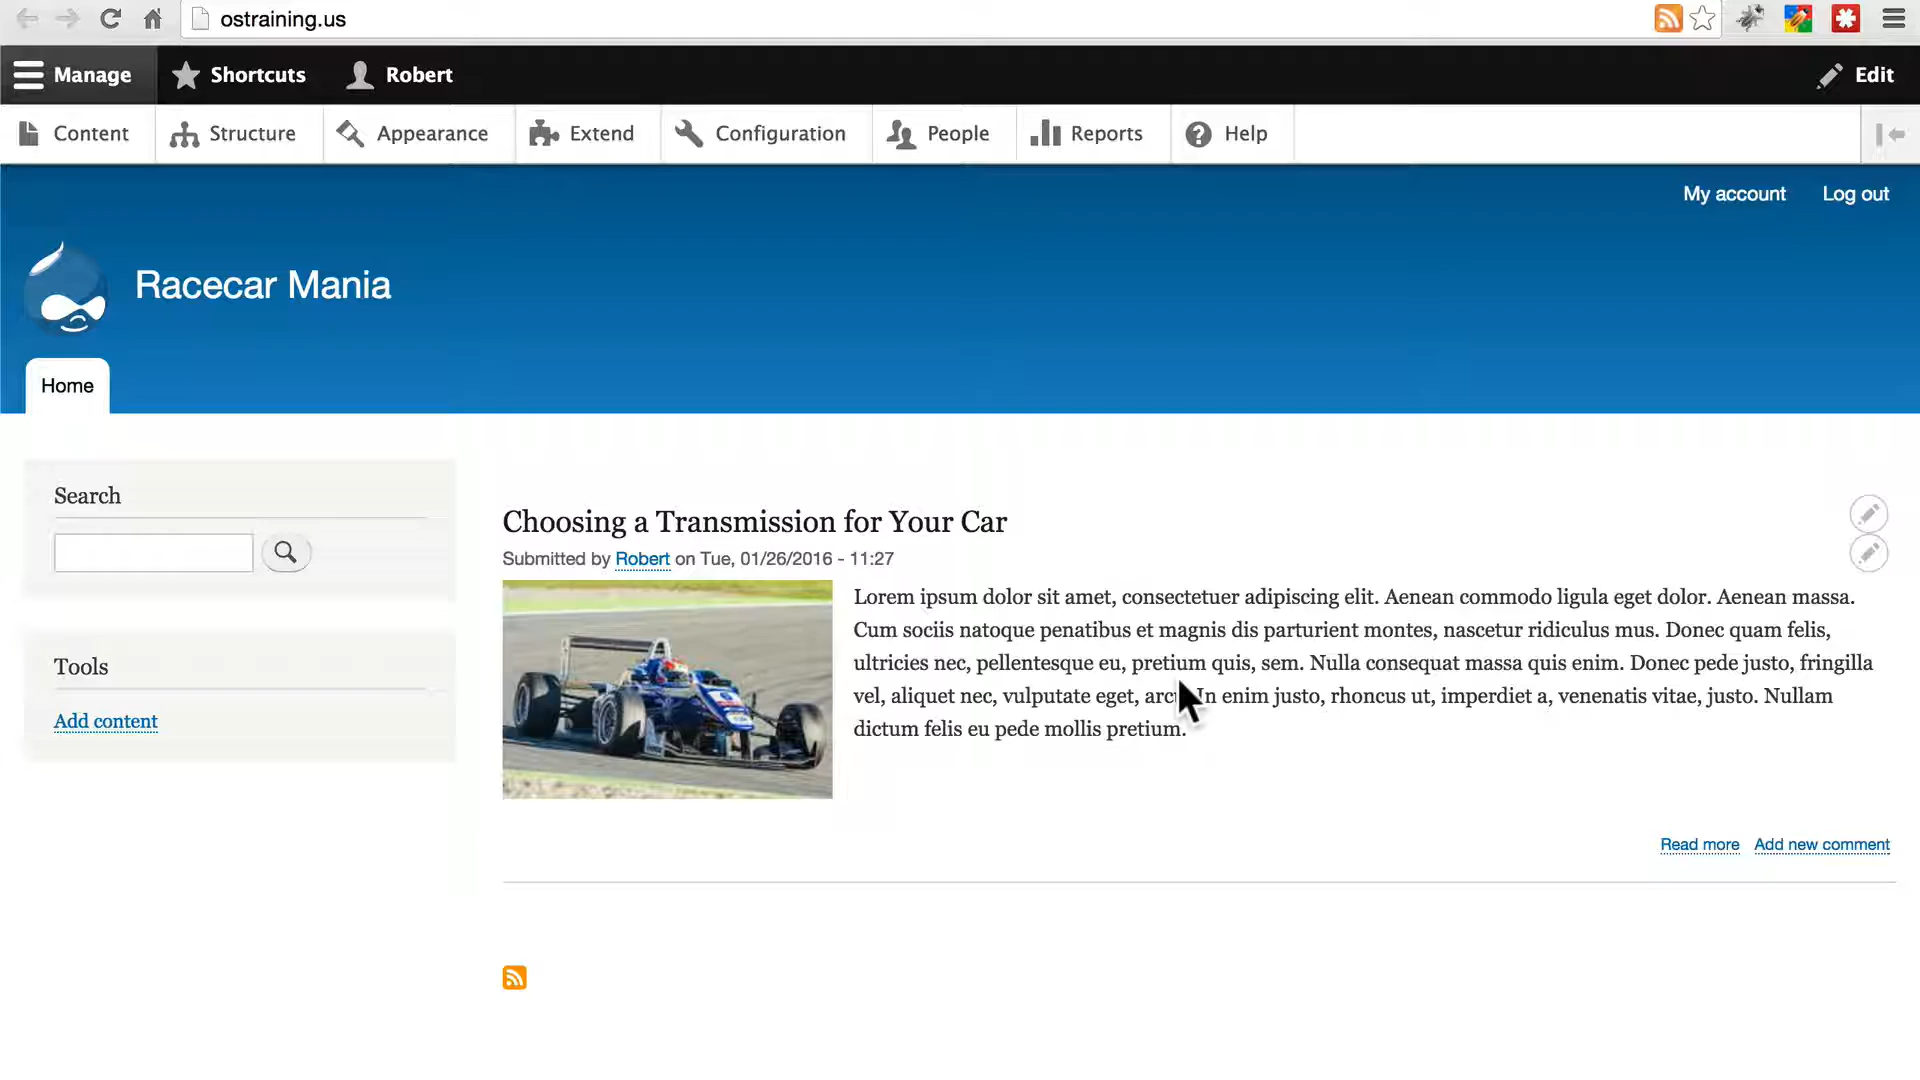 ostraining.us
Manage
Shortcuts
Robert
Edit
Content
Structure
Appearance
Extend
Configuration
People
Reports
Help
My account
Log out
Racecar Mania
Home
Search
Tools
Add content
Choosing a Transmission for Your Car
Submitted by Robert on Tue, 01/26/2016 - 11:27
Lorem ipsum dolor sit amet, consectetuer adipiscing elit. Aenean commodo ligula eget dolor. Aenean massa.
Cum sociis natoque penatibus et magnis dis parturient montes, nascetur ridiculus mus. Donec quam felis,
ultricies nec, pellentesque eu, pretium quis, sem. Nulla consequat massa quis enim. Donec pede justo, fringilla
vel, aliquet nec, vulputate eget, arcu In enim justo, rhoncus ut, imperdiet a, venenatis vitae, justo. Nullam
dictum felis eu pede mollis pretium.
Read more
Add new comment